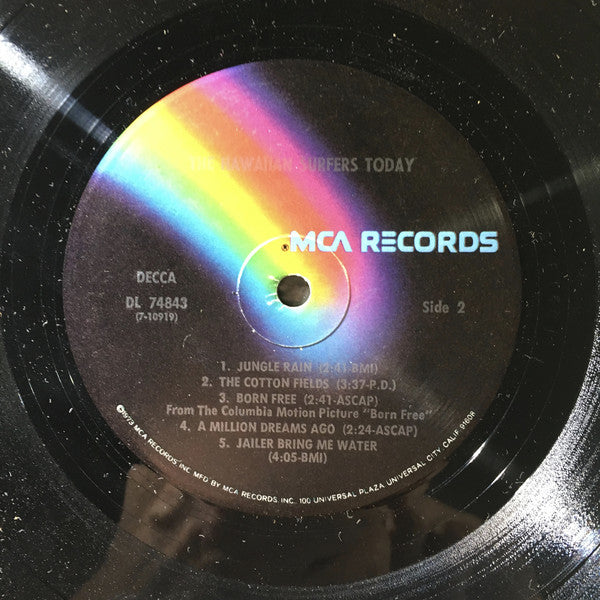 THE HAWAIIAN SURFERS TODAY
MCA RECORDS
DECCA
DL 74843
(7-10919)
Side 2
1. JUNGLE RAIN (2:41-BMI)
2. THE COTTON FIELDS (3:37-P.D.)
3. BORN FREE (2:41-ASCAP)
From The Columbia Motion Picture "Born Free"
4. A MILLION DREAMS AGO (2:24-ASCAP)
5. JAILER BRING ME WATER
(4:05-BMI)
©1973 MCA RECORDS, INC. MFD BY MCA RECORDS, INC. 100 UNIVERSAL PLAZA, UNIVERSAL CITY, CALIF.